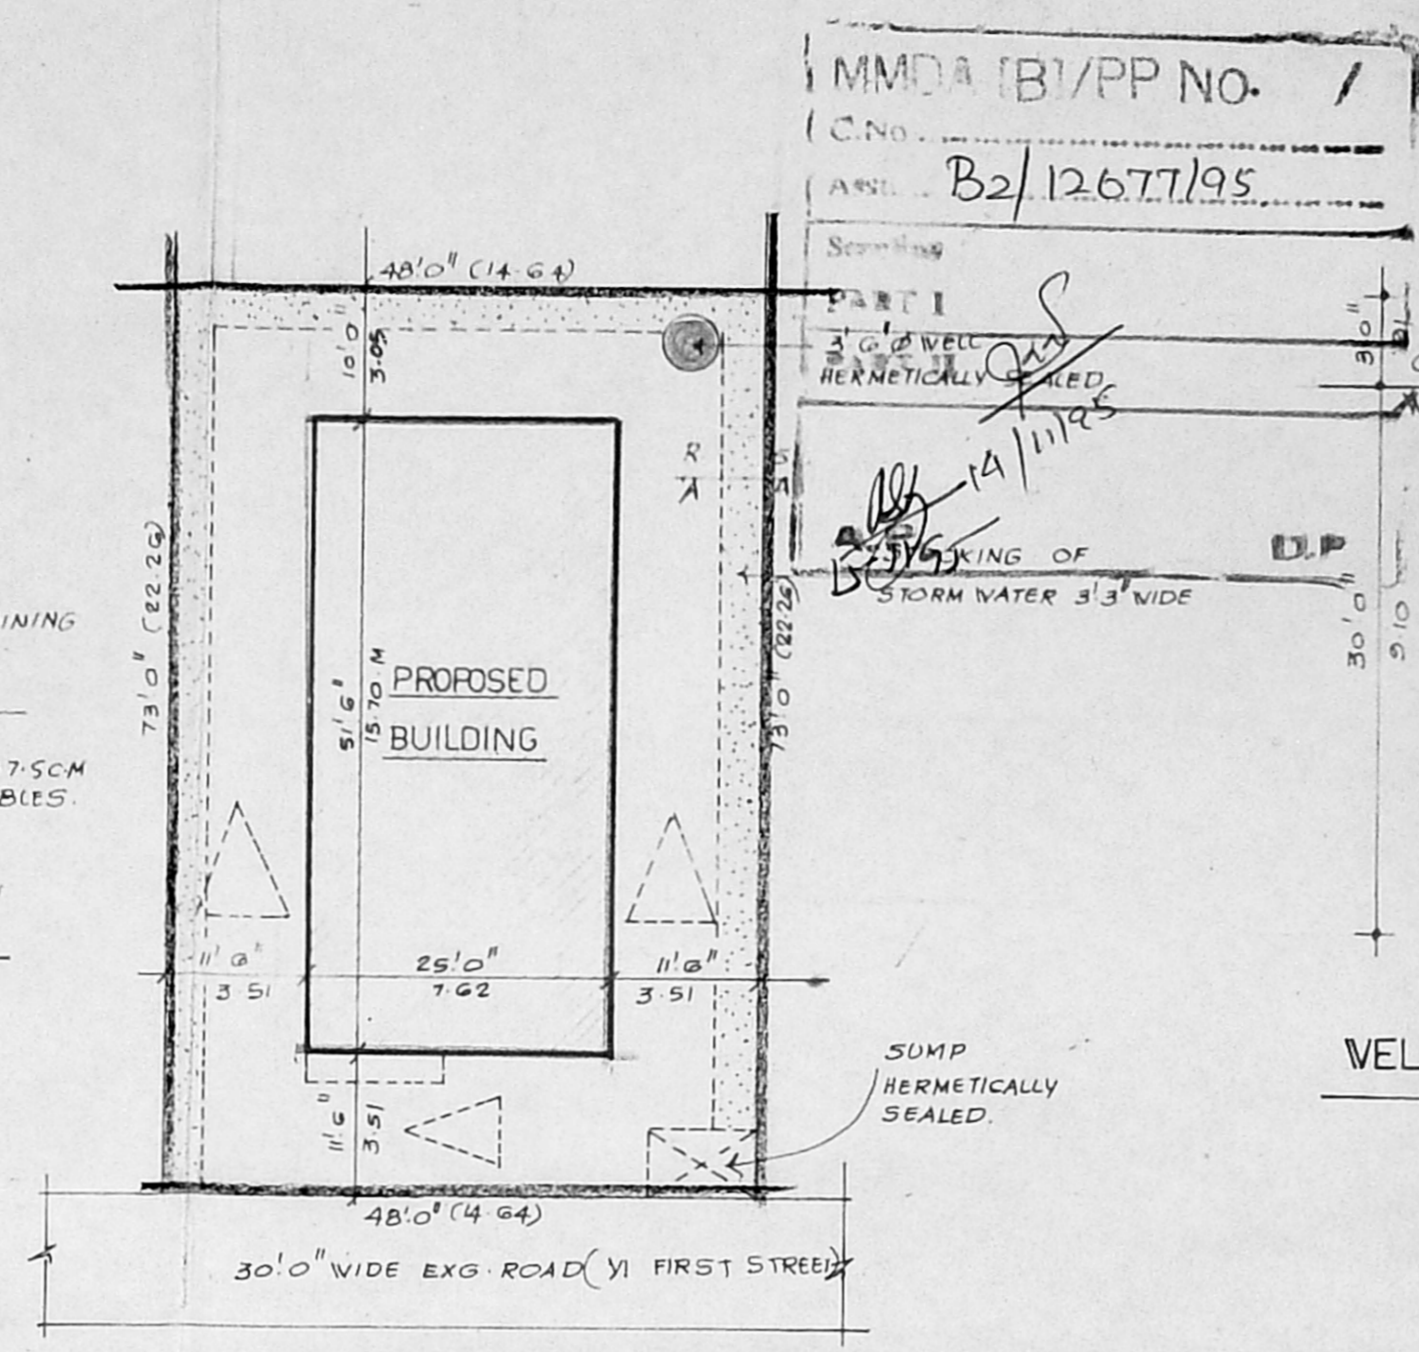 MMDA [B]/PP NO. /
C.No
B2/12677/95
PART I
3'6"Ø WELL
HERMETICALLY SEALED
14/11/95
48'0" (14.64)
10'0"
3.05
R S
A A
KING OF
D.P
STORM WATER 3'3" WIDE
3'0"
30'0"
9.10
73'0" (22.26)
73'0" (22.26)
INING
7.5CM
BLES.
51'6"
15.70 M
PROPOSED
BUILDING
11'6"
3.51
25'0"
7.62
11'6"
3.51
SUMP
HERMETICALLY
SEALED.
WEL
11'6"
3.51
48'0" (14.64)
30'0" WIDE EXG. ROAD (Y1 FIRST STREET)